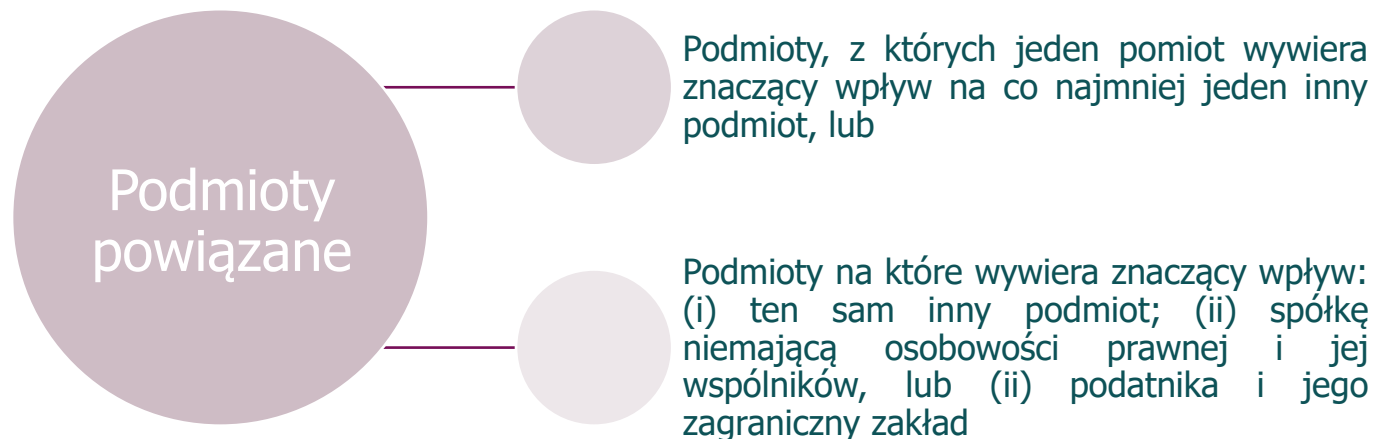 Podmioty
powiązane
Podmioty, z których jeden pomiot wywiera
znaczący wpływ na co najmniej jeden inny
podmiot, lub
Podmioty na które wywiera znaczący wpływ:
(i) ten sam inny podmiot; (ii) spółkę
niemającą osobowości prawnej i jej
wspólników, lub (ii) podatnika i jego
zagraniczny zakład